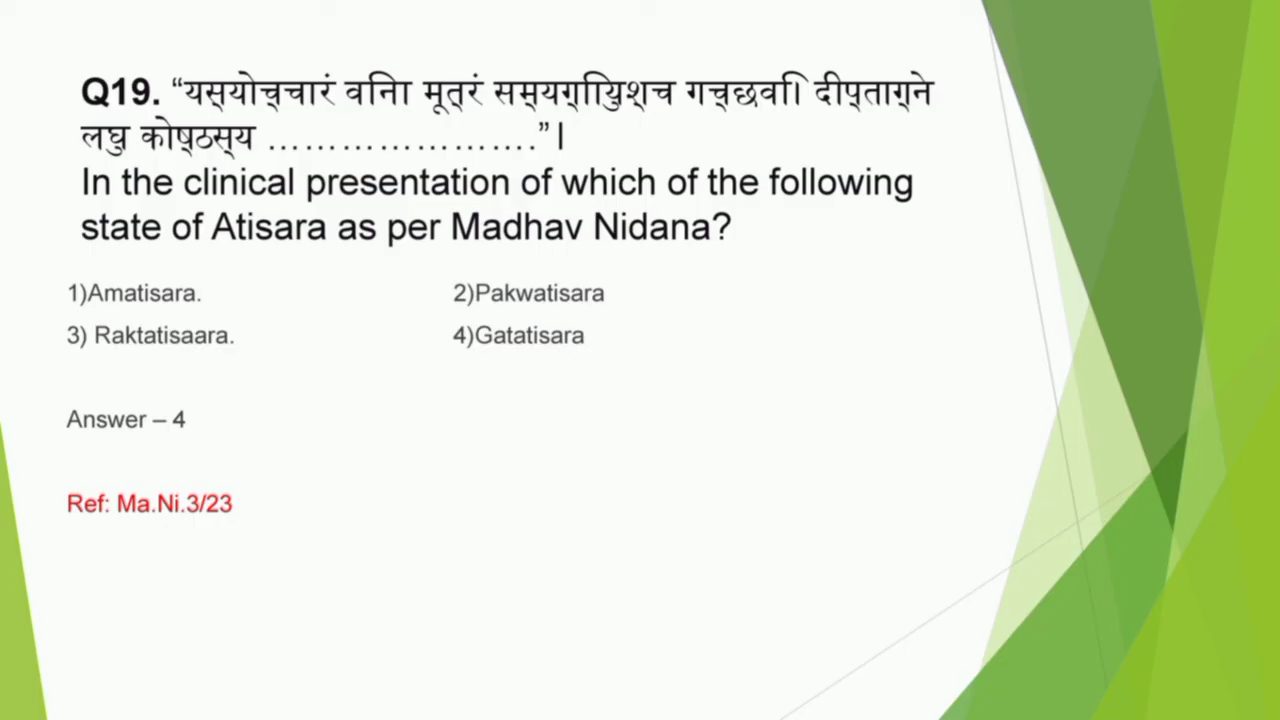 Q19. “यस्योच्चारं वनिा मूत्रं सम्यग्गायिुश्च गच्छवाि दीप्ताग्ने
लघु कोष्ठस्य …………………….”।
In the clinical presentation of which of the following
state of Atisara as per Madhav Nidana?
1)Amatisara. 2)Pakwatisara
3) Raktatisaara. 4)Gatatisara
Answer – 4
Ref: Ma.Ni.3/23